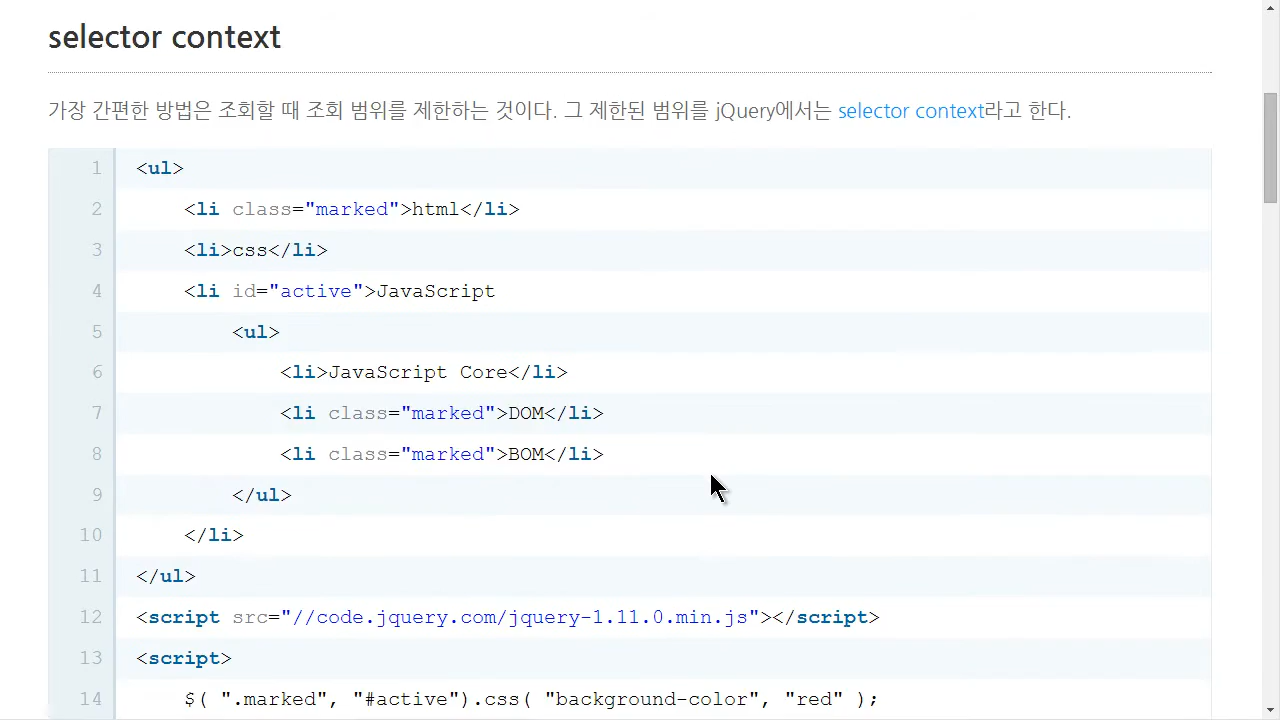 selector context
가장 간편한 방법은 조회할 때 조회 범위를 제한하는 것이다. 그 제한된 범위를 jQuery에서는 selector context라고 한다.
1 <ul>
2     <li class="marked">html</li>
3     <li>css</li>
4     <li id="active">JavaScript
5         <ul>
6             <li>JavaScript Core</li>
7             <li class="marked">DOM</li>
8             <li class="marked">BOM</li>
9         </ul>
10     </li>
11 </ul>
12 <script src="//code.jquery.com/jquery-1.11.0.min.js"></script>
13 <script>
14     $( ".marked", "#active").css( "background-color", "red" );